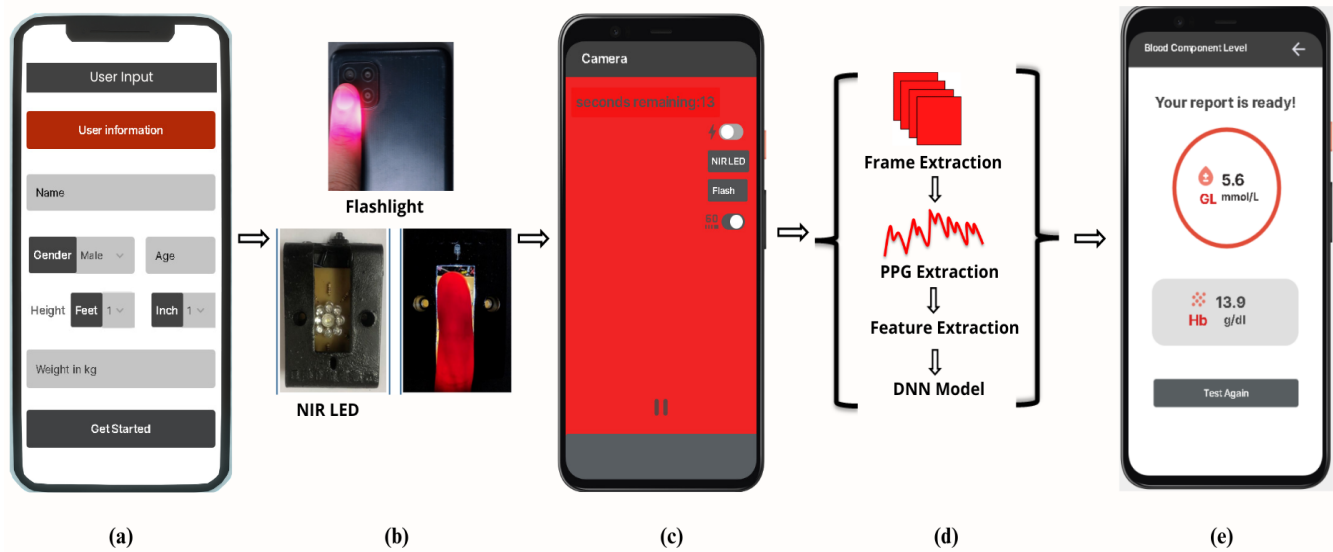 User Input
User information
Name
Gender Male
Age
Height Feet 1 Inch 1
Weight in kg
Get Started
(a)
Flashlight
NIR LED
(b)
Camera
seconds remaining:13
NIR LED
Flash
60
(c)
Frame Extraction
PPG Extraction
Feature Extraction
DNN Model
(d)
Blood Component Level
Your report is ready!
5.6
GL mmol/L
13.9
Hb g/dl
Test Again
(e)